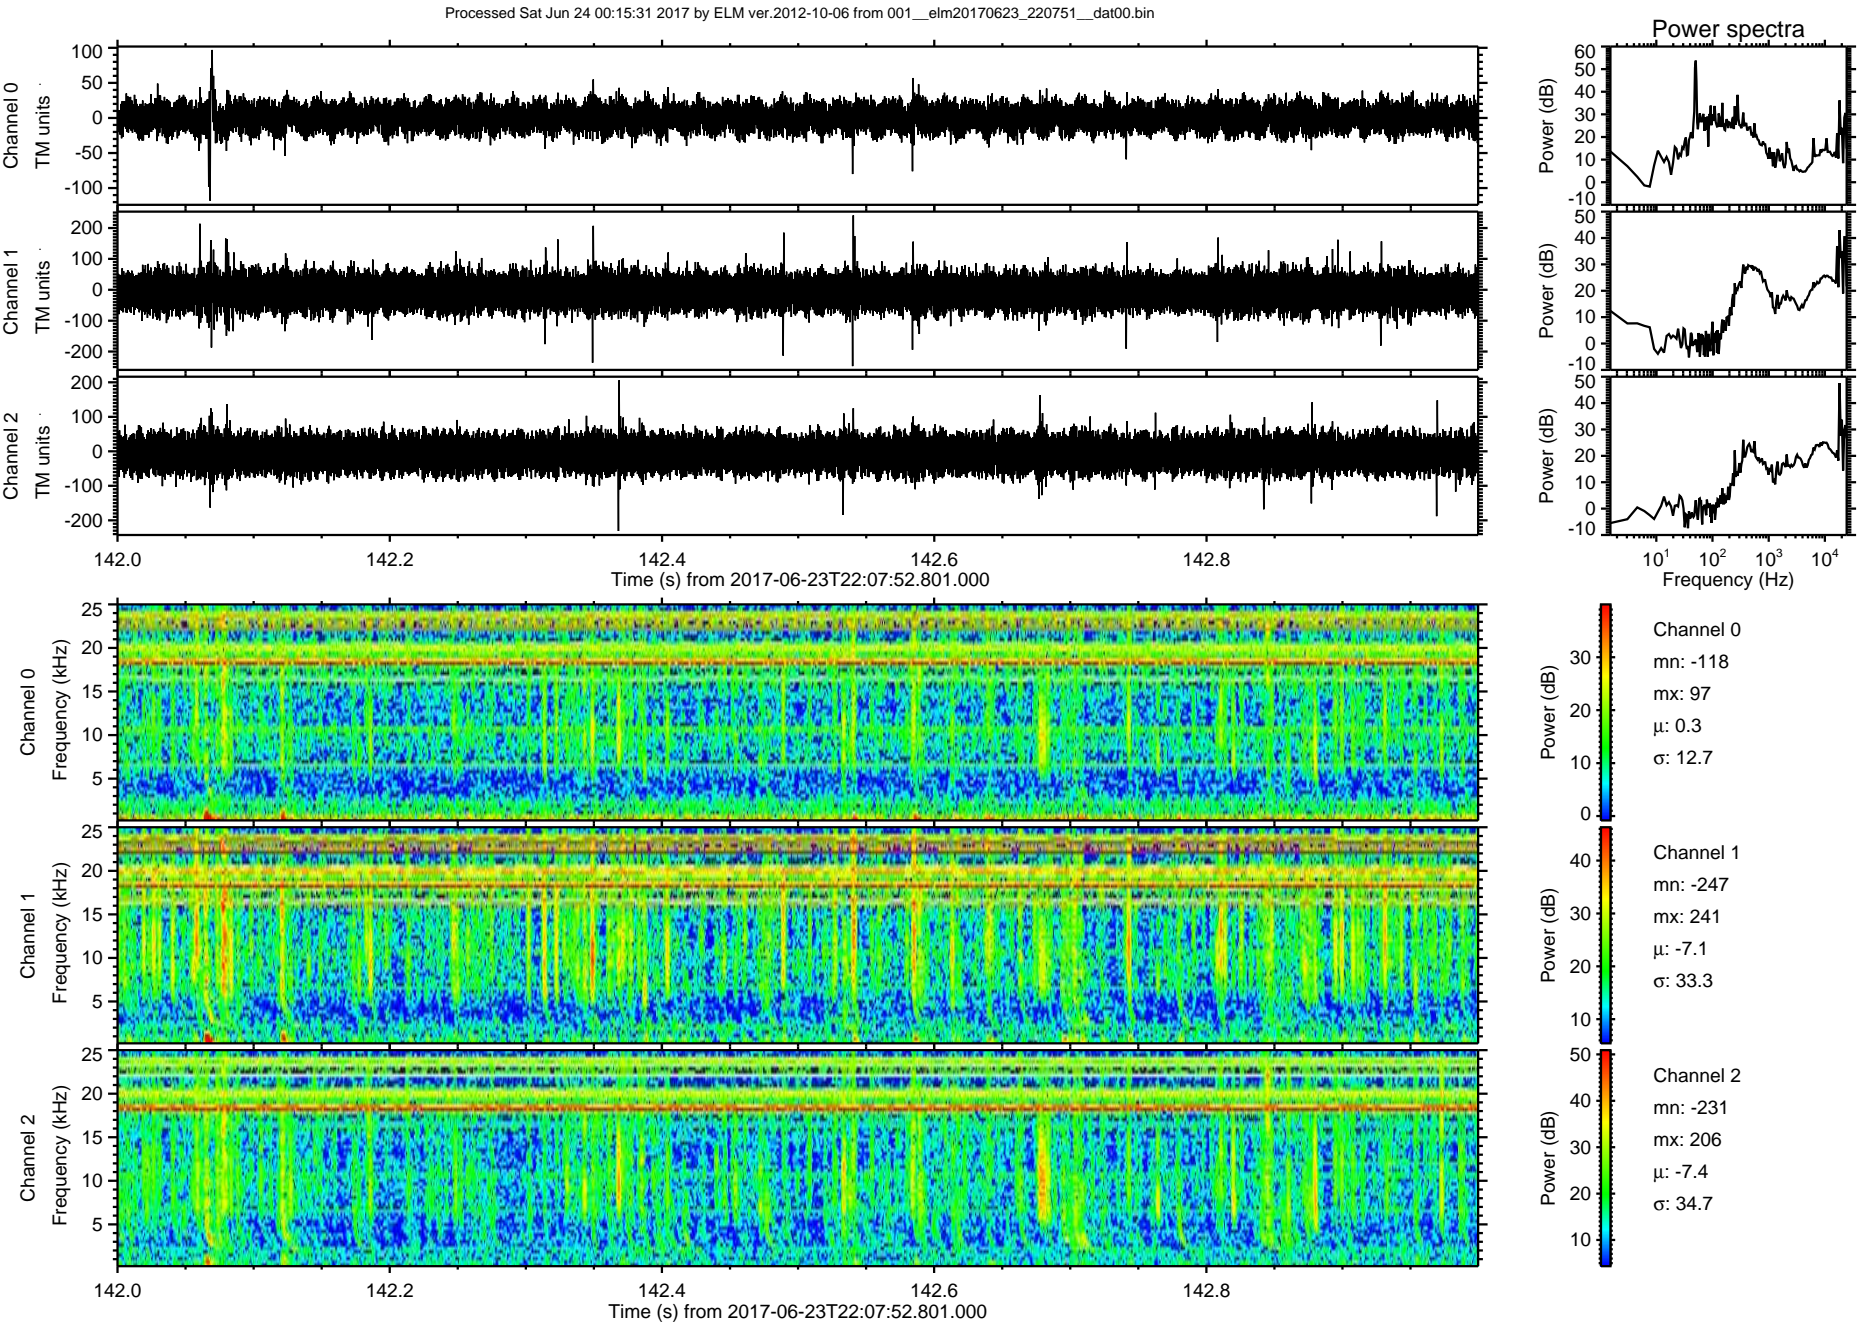 Processed Sat Jun 24 00:15:31 2017 by ELM ver.2012-10-06 from 001__elm20170623_220751__dat00.bin
Power spectra
Channel 0
TM units
100
50
0
-50
-100
Power (dB)
60
50
40
30
20
10
0
-10
Channel 1
TM units
200
100
0
-100
-200
Power (dB)
50
40
30
20
10
0
-10
Channel 2
TM units
200
100
0
-100
-200
Power (dB)
50
40
30
20
10
0
-10
142.0 142.2 142.4 142.6 142.8
Time (s) from 2017-06-23T22:07:52.801.000
10¹ 10² 10³ 10⁴
Frequency (Hz)
Channel 0
Frequency (kHz)
25
20
15
10
5
Power (dB)
30
20
10
0
Channel 0
mn: -118
mx: 97
μ: 0.3
σ: 12.7
Channel 1
Frequency (kHz)
25
20
15
10
5
Power (dB)
40
30
20
10
Channel 1
mn: -247
mx: 241
μ: -7.1
σ: 33.3
Channel 2
Frequency (kHz)
25
20
15
10
5
Power (dB)
50
40
30
20
10
Channel 2
mn: -231
mx: 206
μ: -7.4
σ: 34.7
142.0 142.2 142.4 142.6 142.8
Time (s) from 2017-06-23T22:07:52.801.000